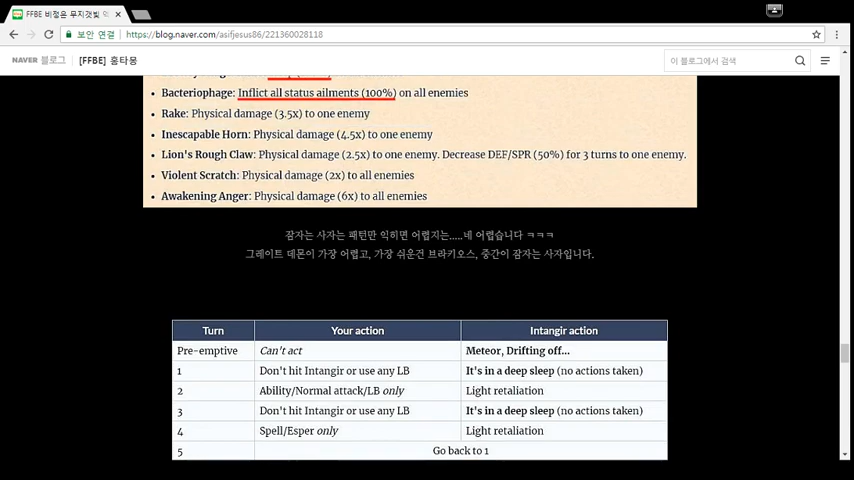 FFBE 비정은 무지갯빛 악
보안 연결 https://blog.naver.com/asifjesus86/221360028118
NAVER 블로그 [FFBE] 홍타몽 이 블로그에서 검색
Bacteriophage: Inflict all status ailments (100%) on all enemies
Rake: Physical damage (3.5x) to one enemy
Inescapable Horn: Physical damage (4.5x) to one enemy
Lion's Rough Claw: Physical damage (2.5x) to one enemy. Decrease DEF/SPR (50%) for 3 turns to one enemy.
Violent Scratch: Physical damage (2x) to all enemies
Awakening Anger: Physical damage (6x) to all enemies
잠자는 사자는 패턴만 익히면 어렵지는.....네 어렵습니다 ㅋㅋㅋ
그레이트 데몬이 가장 어렵고, 가장 쉬운건 브라키오스, 중간이 잠자는 사자입니다.
Turn Your action Intangir action
Pre-emptive Can't act Meteor, Drifting off...
1 Don't hit Intangir or use any LB It's in a deep sleep (no actions taken)
2 Ability/Normal attack/LB only Light retaliation
3 Don't hit Intangir or use any LB It's in a deep sleep (no actions taken)
4 Spell/Esper only Light retaliation
5 Go back to 1